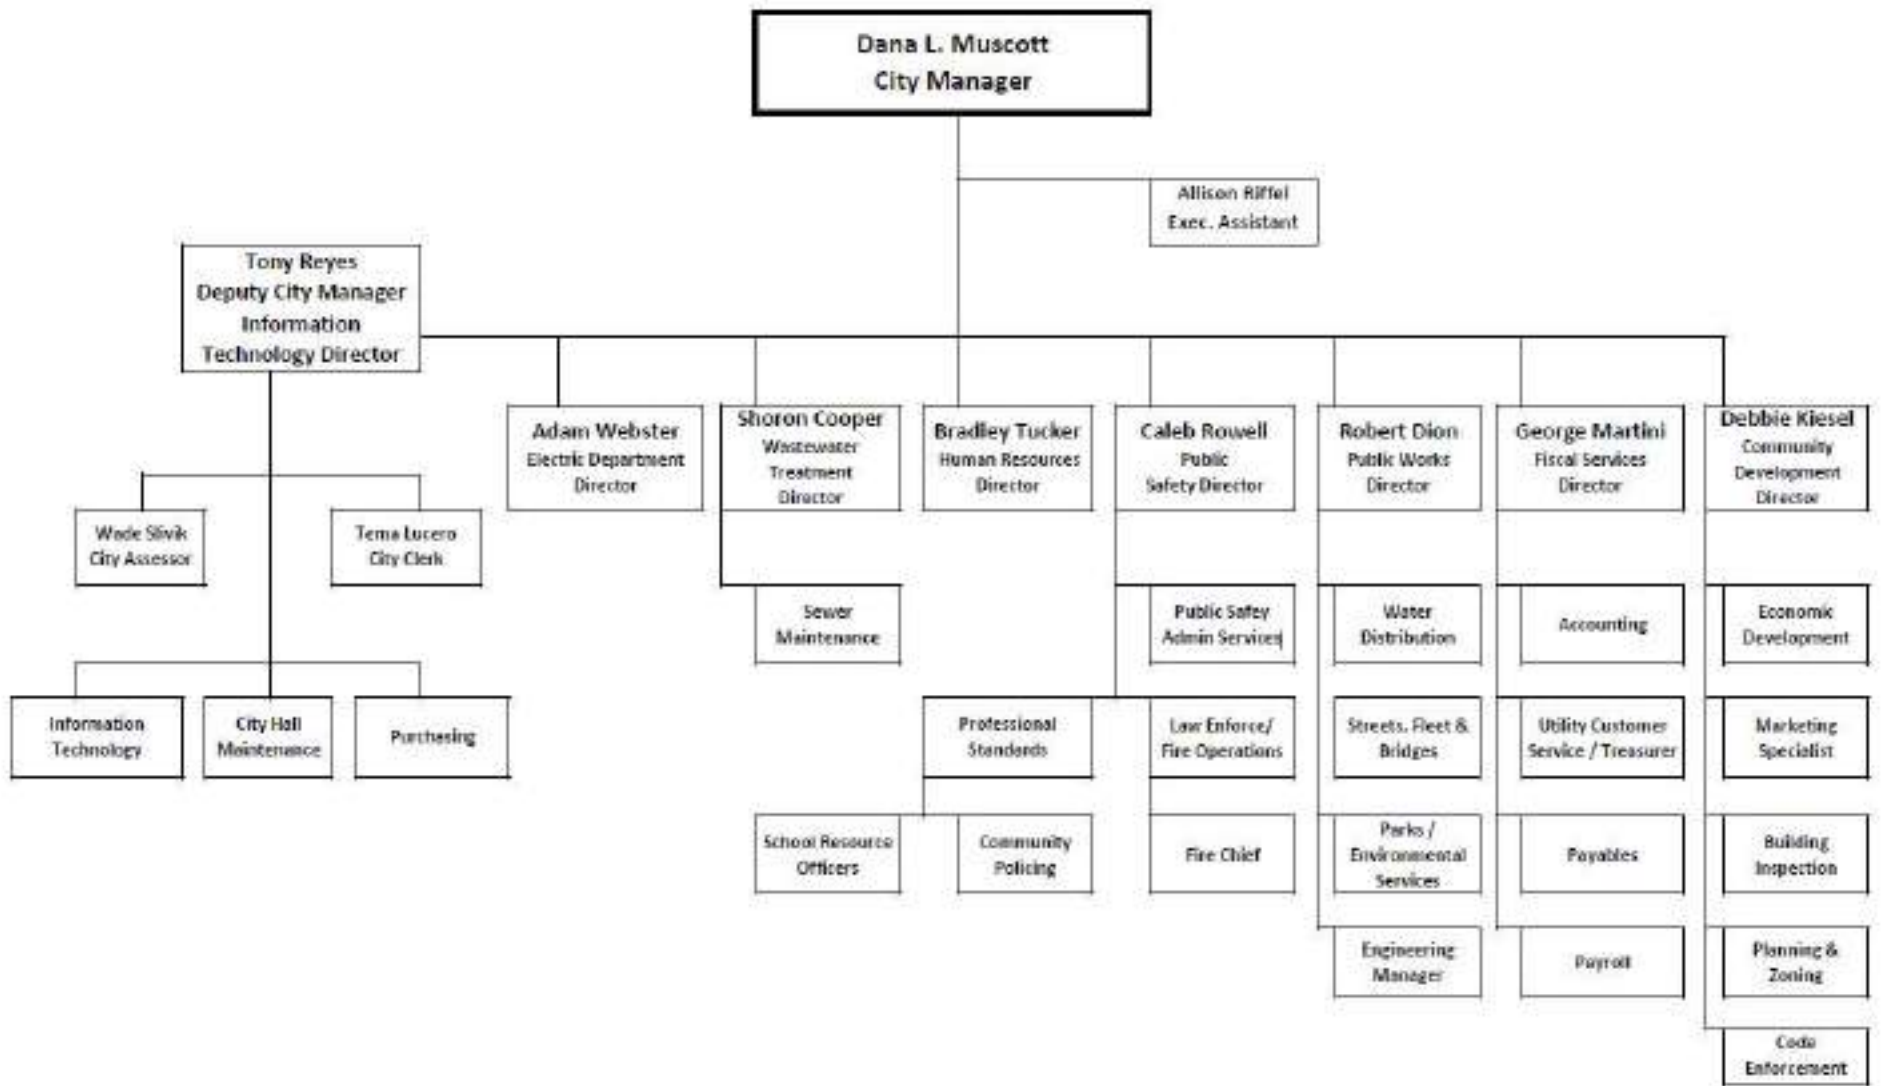 Dana L. Muscott
City Manager
Allison Riffel
Exec. Assistant
Tony Reyes
Deputy City Manager
Information
Technology Director
Adam Webster
Electric Department
Director
Shoron Cooper
Wastewater
Treatment
Director
Bradley Tucker
Human Resources
Director
Caleb Rowell
Public
Safety Director
Robert Dion
Public Works
Director
George Martini
Fiscal Services
Director
Debbie Kiesel
Community
Development
Director
Wade Slivik
City Assessor
Tema Lucero
City Clerk
Sewer
Maintenance
Public Safey
Admin Services
Water
Distribution
Accounting
Economic
Development
Information
Technology
City Hall
Maintenance
Purchasing
Professional
Standards
Law Enforce/
Fire Operations
Streets, Fleet &
Bridges
Utility Customer
Service / Treasurer
Marketing
Specialist
School Resource
Officers
Community
Policing
Fire Chief
Parks /
Environmental
Services
Payables
Building
Inspection
Engineering
Manager
Payroll
Planning &
Zoning
Code
Enforcement